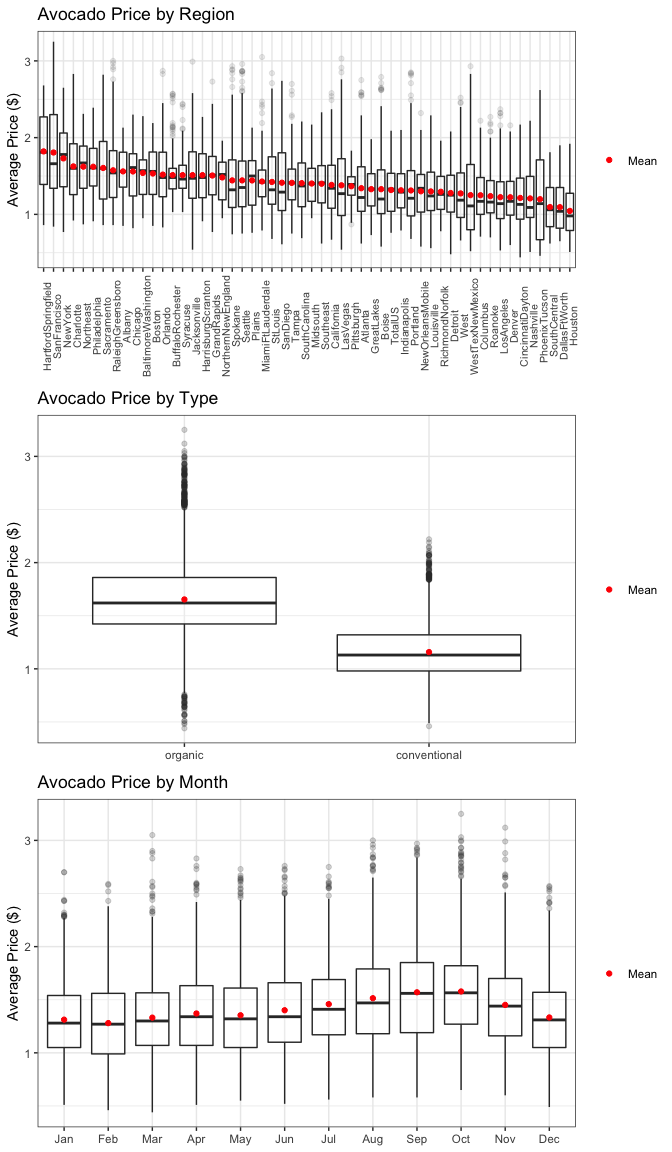 Avocado Price by Region
Average Price ($)
3
2
1
HartfordSpringfield
SanFrancisco
NewYork
Charlotte
Northeast
Philadelphia
Sacramento
RaleighGreensboro
Albany
Chicago
BaltimoreWashington
Boston
Orlando
BuffaloRochester
Syracuse
Jacksonville
HarrisburgScranton
GrandRapids
NorthernNewEngland
Spokane
Seattle
Plains
MiamiFtLauderdale
StLouis
SanDiego
Tampa
SouthCarolina
Midsouth
Southeast
California
LasVegas
Pittsburgh
Atlanta
GreatLakes
Boise
TotalUS
Indianapolis
Portland
NewOrleansMobile
Louisville
RichmondNorfolk
Detroit
West
WestTexNewMexico
Columbus
Roanoke
LosAngeles
Denver
CincinnatiDayton
Nashville
PhoenixTucson
SouthCentral
DallasFtWorth
Houston
Mean
Avocado Price by Type
Average Price ($)
3
2
1
organic
conventional
Mean
Avocado Price by Month
Average Price ($)
3
2
1
Jan Feb Mar Apr May Jun Jul Aug Sep Oct Nov Dec
Mean